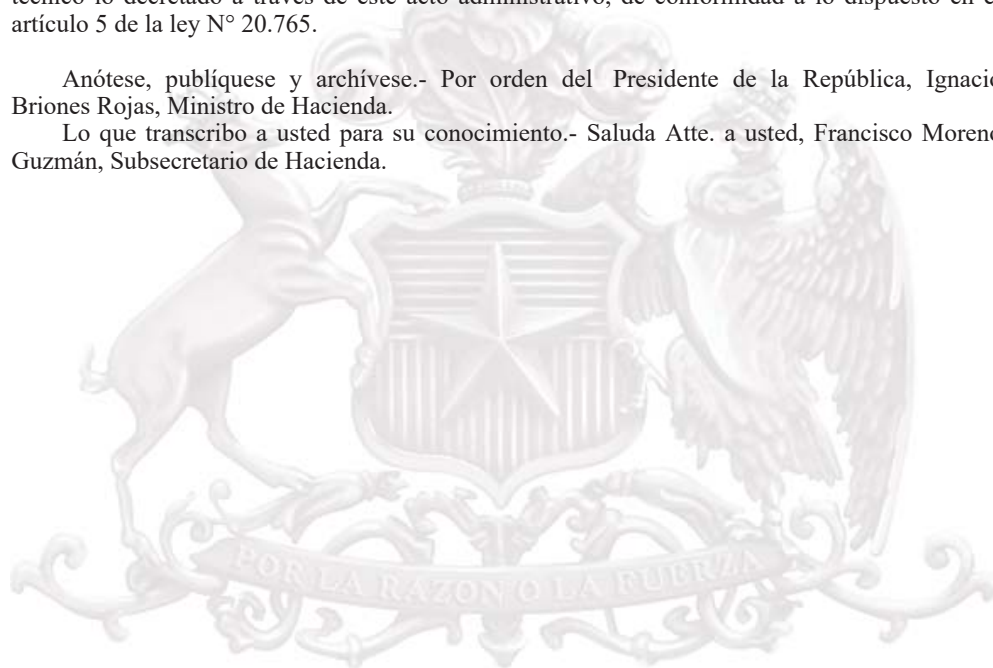 técnico lo decretado a través de este acto administrativo, de conformidad a lo dispuesto en e
artículo 5 de la ley N° 20.765.
Anótese, publíquese y archívese.- Por orden del Presidente de la República, Ignacio
Briones Rojas, Ministro de Hacienda.
Lo que transcribo a usted para su conocimiento.- Saluda Atte. a usted, Francisco Moreno
Guzmán, Subsecretario de Hacienda.
POR LA RAZON O LA FUERZA